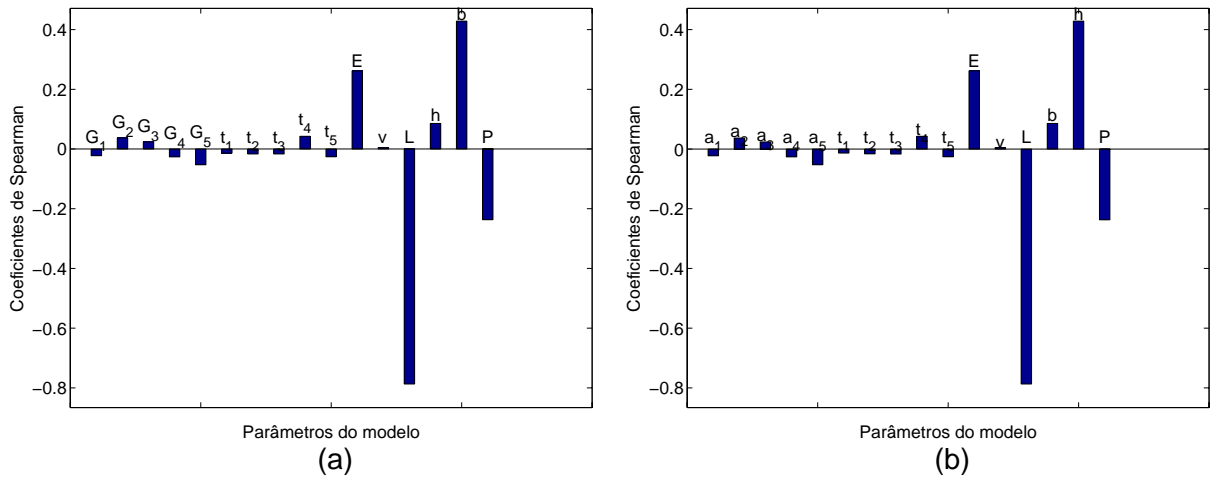 0.4
0.2
0
−0.2
−0.4
−0.6
−0.8
Coeficientes de Spearman
G1 G2 G3 G4 G5 t1 t2 t3 t4 t5 E v L h b P
Parâmetros do modelo
(a)
0.4
0.2
0
−0.2
−0.4
−0.6
−0.8
Coeficientes de Spearman
a1 a2 a3 a4 a5 t1 t2 t3 t4 t5 E v L b h P
Parâmetros do modelo
(b)